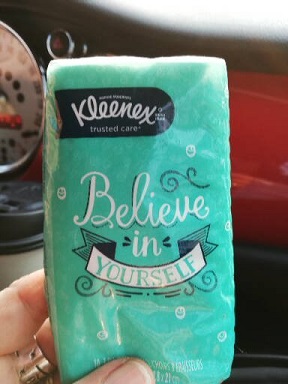 Kleenex
trusted care
Believe
in
YOURSELF